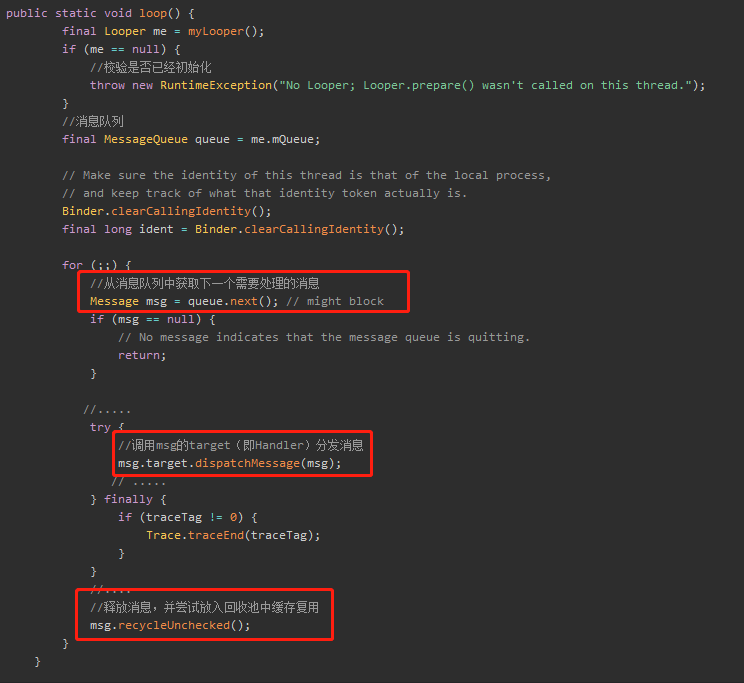 public static void loop() {
final Looper me = myLooper();
if (me == null) {
//校验是否已经初始化
throw new RuntimeException("No Looper; Looper.prepare() wasn't called on this thread.");
}
//消息队列
final MessageQueue queue = me.mQueue;
// Make sure the identity of this thread is that of the local process,
// and keep track of what that identity token actually is.
Binder.clearCallingIdentity();
final long ident = Binder.clearCallingIdentity();
for (;;) {
//从消息队列中获取下一个需要处理的消息
Message msg = queue.next(); // might block
if (msg == null) {
// No message indicates that the message queue is quitting.
return;
}
//.....
try {
//调用msg的target（即Handler）分发消息
msg.target.dispatchMessage(msg);
// .....
} finally {
if (traceTag != 0) {
Trace.traceEnd(traceTag);
}
}
//....
//释放消息，并尝试放入回收池中缓存复用
msg.recycleUnchecked();
}
}